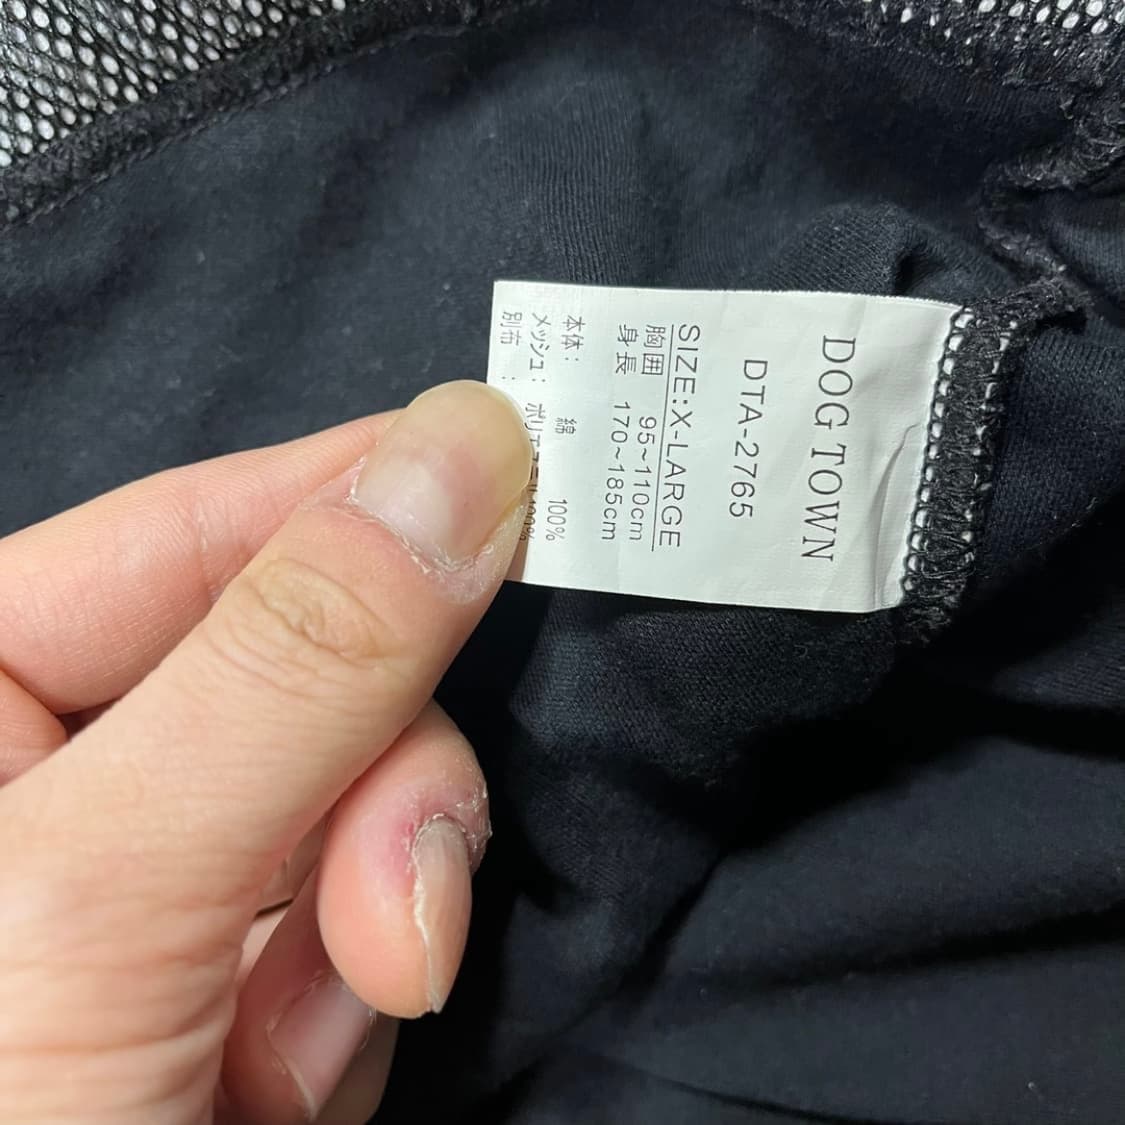 DOG TOWN
DTA-2765
SIZE:X-LARGE
胸囲 95~110cm
身長 170~185cm
本体: 綿 100%
メッシュ: 100%
別布 :